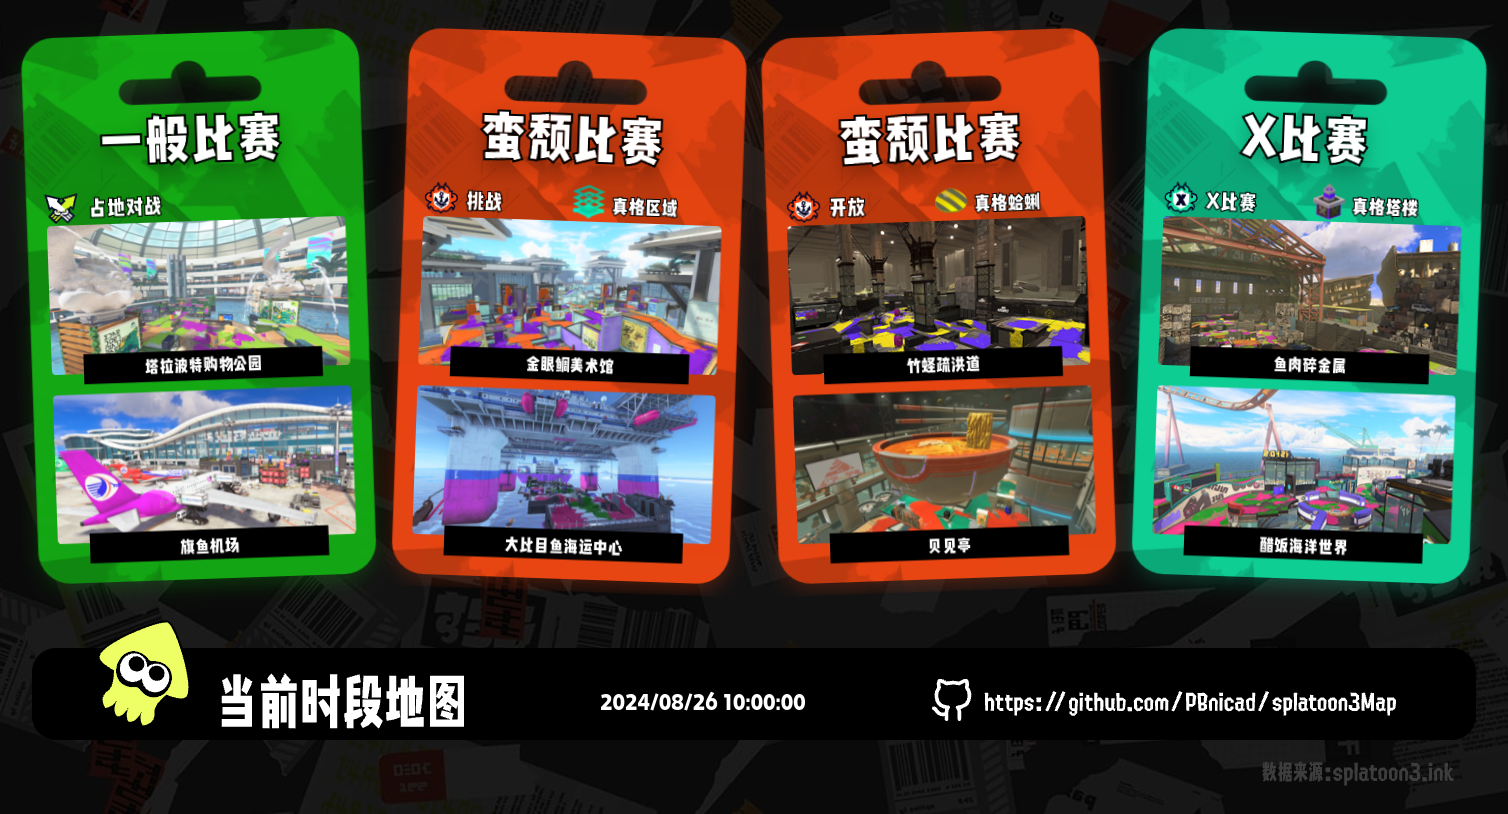 一般比赛
占地对战
塔拉波特购物公园
旗鱼机场
蛮颓比赛
挑战
真格区域
金眼鲷美术馆
大比目鱼海运中心
蛮颓比赛
开放
真格蛤蜊
竹蛏疏洪道
贝贝亭
X比赛
X比赛
真格塔楼
鱼肉碎金属
醋饭海洋世界
当前时段地图
2024/08/26 10:00:00
https://github.com/PBnicad/splatoon3Map
数据来源:splatoon3.ink